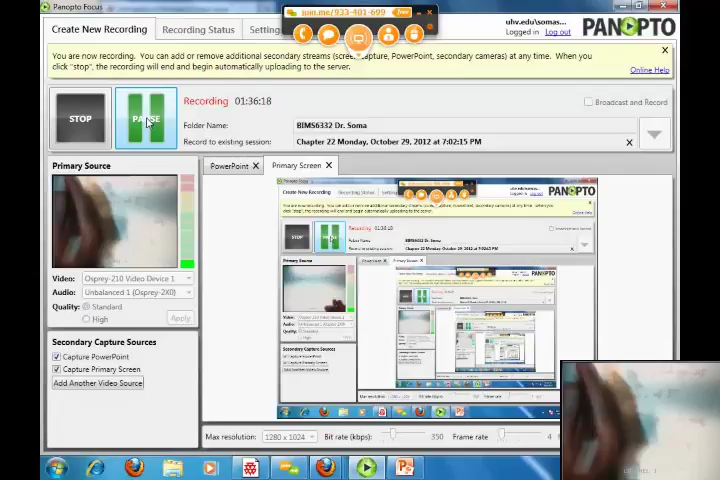 Panopto Focus
join.me/933-401-699 free
Create New Recording Recording Status Settin
uhv.edu\somas...
Logged in Log out
PANOPTO
You are now recording. You can add or remove additional secondary streams (screen capture, PowerPoint, secondary cameras) at any time. When you
click "stop", the recording will end and begin automatically uploading to the server.
Online Help
STOP
PAUSE
Recording 01:36:18
Broadcast and Record
Folder Name: BIMS6332 Dr. Soma
Record to existing session: Chapter 22 Monday, October 29, 2012 at 7:02:15 PM
Primary Source
PowerPoint
Primary Screen
Video: Osprey-210 Video Device 1
Audio: Unbalanced 1 (Osprey-2X0)
Quality: Standard
High
Apply
Secondary Capture Sources
Capture PowerPoint
Capture Primary Screen
Add Another Video Source
Max resolution: 1280 x 1024 Bit rate (kbps): 350 Frame rate 4